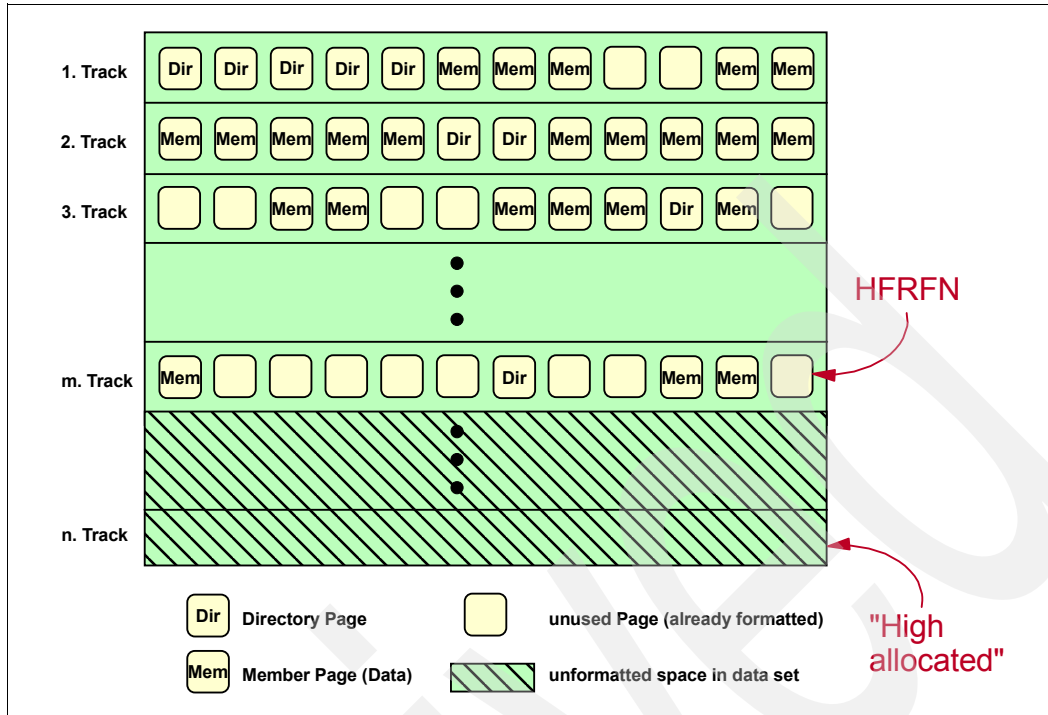 1. Track Dir Dir Dir Dir Dir Mem Mem Mem Mem Mem
2. Track Mem Mem Mem Mem Mem Dir Dir Mem Mem Mem Mem Mem
3. Track Mem Mem Mem Mem Mem Dir Mem
HFRFN
m. Track Mem Dir Mem Mem
n. Track
Dir Directory Page unused Page (already formatted)
"High
allocated"
Mem Member Page (Data) unformatted space in data set